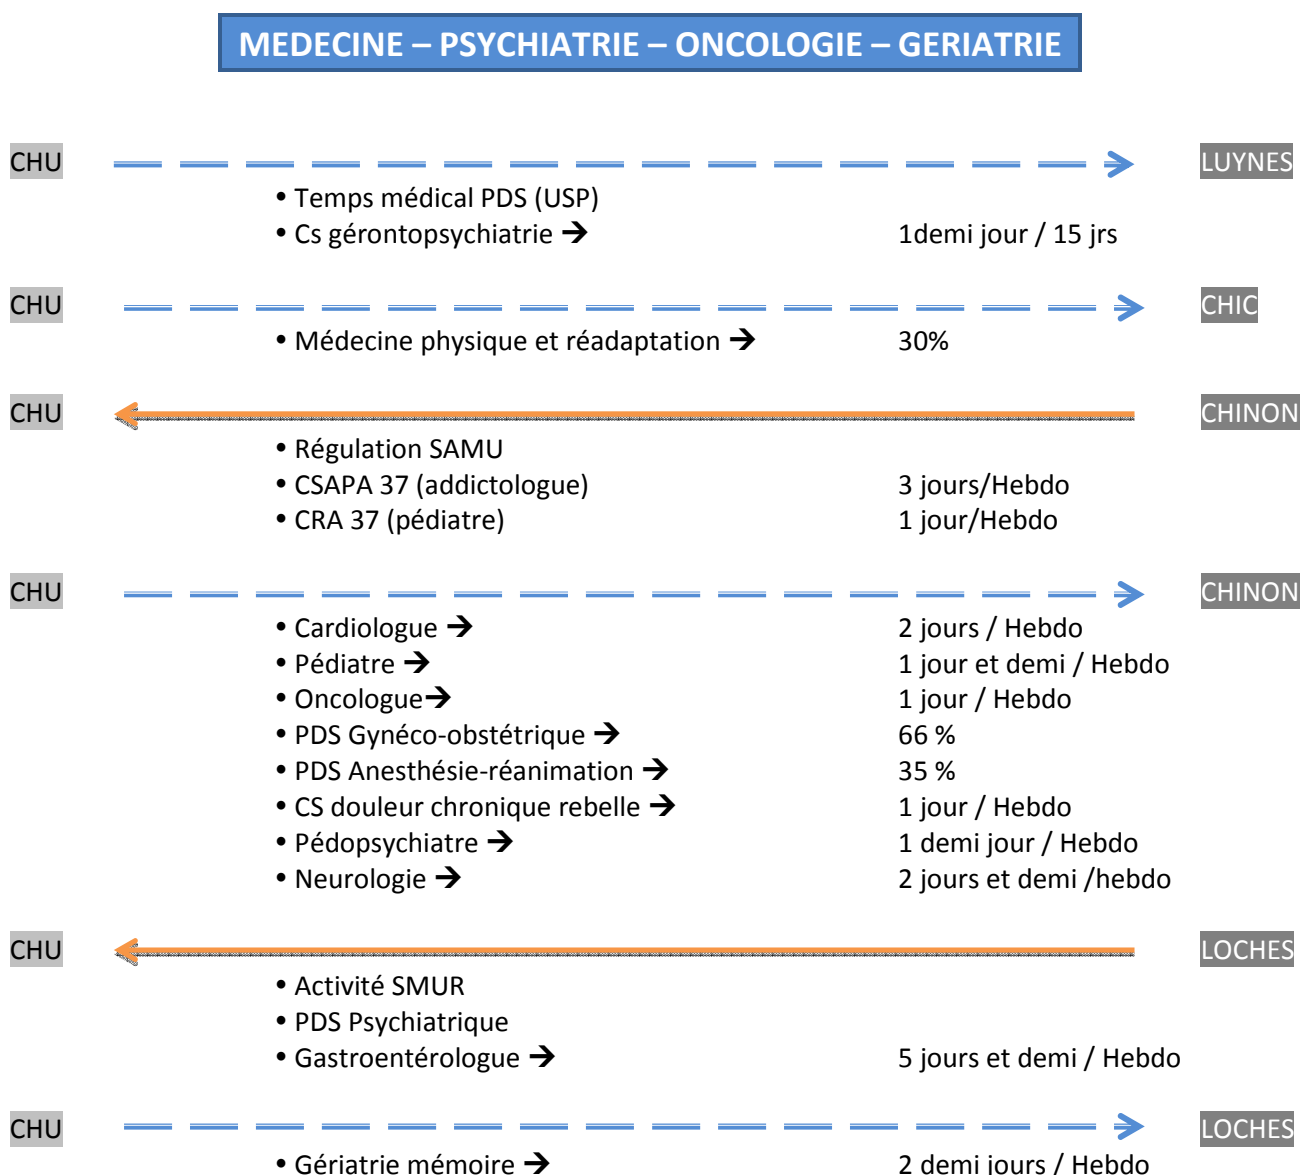 MEDECINE – PSYCHIATRIE – ONCOLOGIE – GERIATRIE
CHU LUYNES
• Temps médical PDS (USP)
• Cs gérontopsychiatrie ➔ 1demi jour / 15 jrs
CHU CHIC
• Médecine physique et réadaptation ➔ 30%
CHU CHINON
• Régulation SAMU
• CSAPA 37 (addictologue) 3 jours/Hebdo
• CRA 37 (pédiatre) 1 jour/Hebdo
CHU CHINON
• Cardiologue ➔ 2 jours / Hebdo
• Pédiatre ➔ 1 jour et demi / Hebdo
• Oncologue➔ 1 jour / Hebdo
• PDS Gynéco-obstétrique ➔ 66 %
• PDS Anesthésie-réanimation ➔ 35 %
• CS douleur chronique rebelle ➔ 1 jour / Hebdo
• Pédopsychiatre ➔ 1 demi jour / Hebdo
• Neurologie ➔ 2 jours et demi /hebdo
CHU LOCHES
• Activité SMUR
• PDS Psychiatrique
• Gastroentérologue ➔ 5 jours et demi / Hebdo
CHU LOCHES
• Gériatrie mémoire ➔ 2 demi jours / Hebdo